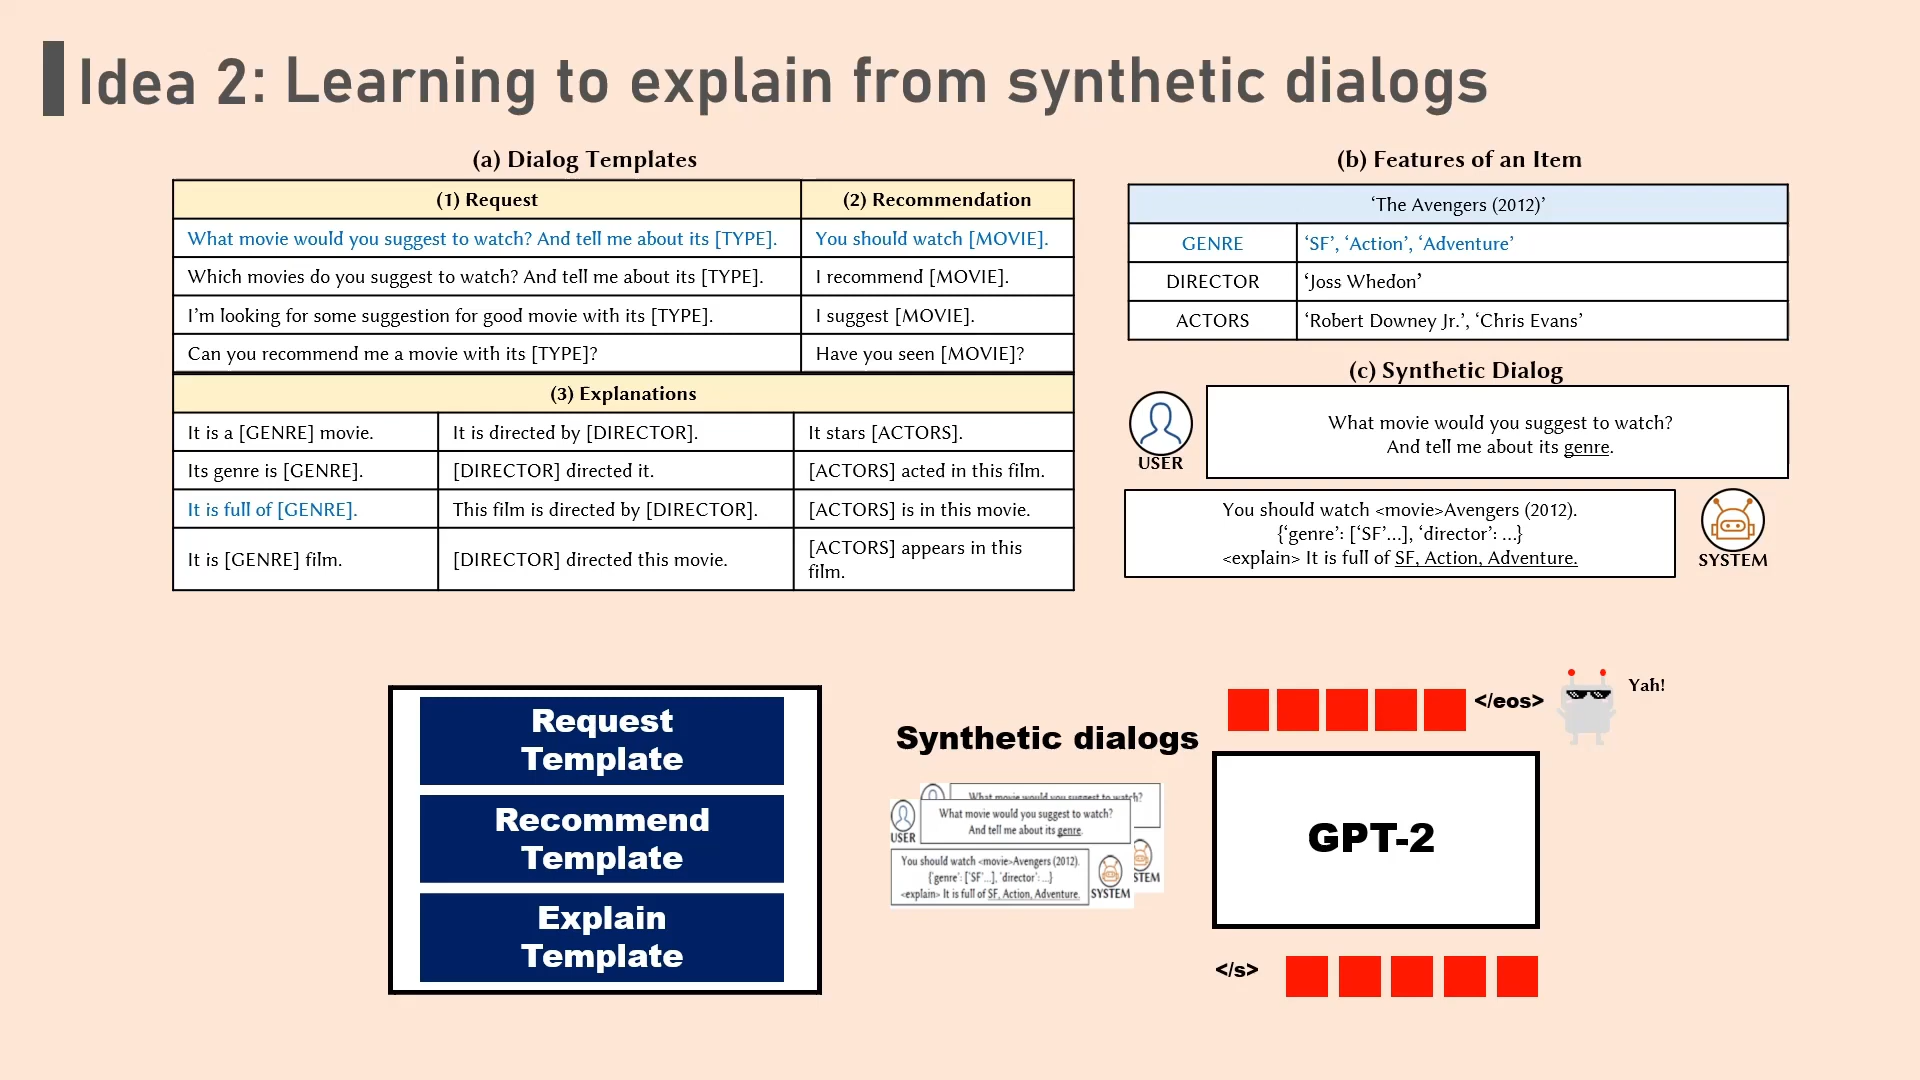 Idea 2: Learning to explain from synthetic dialogs
(a) Dialog Templates
(1) Request
(2) Recommendation
What movie would you suggest to watch? And tell me about its [TYPE].
You should watch [MOVIE].
Which movies do you suggest to watch? And tell me about its [TYPE].
I recommend [MOVIE].
I'm looking for some suggestion for good movie with its [TYPE].
I suggest [MOVIE].
Can you recommend me a movie with its [TYPE]?
Have you seen [MOVIE]?
(3) Explanations
It is a [GENRE] movie.
It is directed by [DIRECTOR].
It stars [ACTORS].
Its genre is [GENRE].
[DIRECTOR] directed it.
[ACTORS] acted in this film.
It is full of [GENRE].
This film is directed by [DIRECTOR].
[ACTORS] is in this movie.
It is [GENRE] film.
[DIRECTOR] directed this movie.
[ACTORS] appears in this
film.
(b) Features of an Item
‘The Avengers (2012)’
GENRE
‘SF’, ‘Action’, ‘Adventure’
DIRECTOR
‘Joss Whedon’
ACTORS
‘Robert Downey Jr.’, ‘Chris Evans’
(c) Synthetic Dialog
USER
What movie would you suggest to watch?
And tell me about its genre.
You should watch <movie>Avengers (2012).
{‘genre’: [‘SF’...], ‘director’: ...}
<explain> It is full of SF, Action, Adventure.
SYSTEM
Request
Template
Recommend
Template
Explain
Template
Synthetic dialogs
What movie would you suggest to watch?
USER
What movie would you suggest to watch?
And tell me about its genre.
You should watch <movie>Avengers (2012).
{‘genre’: [‘SF’...], ‘director’: ...}
<explain> It is full of SF, Action, Adventure.
SYSTEM
STEM
</eos>
Yah!
GPT-2
</s>